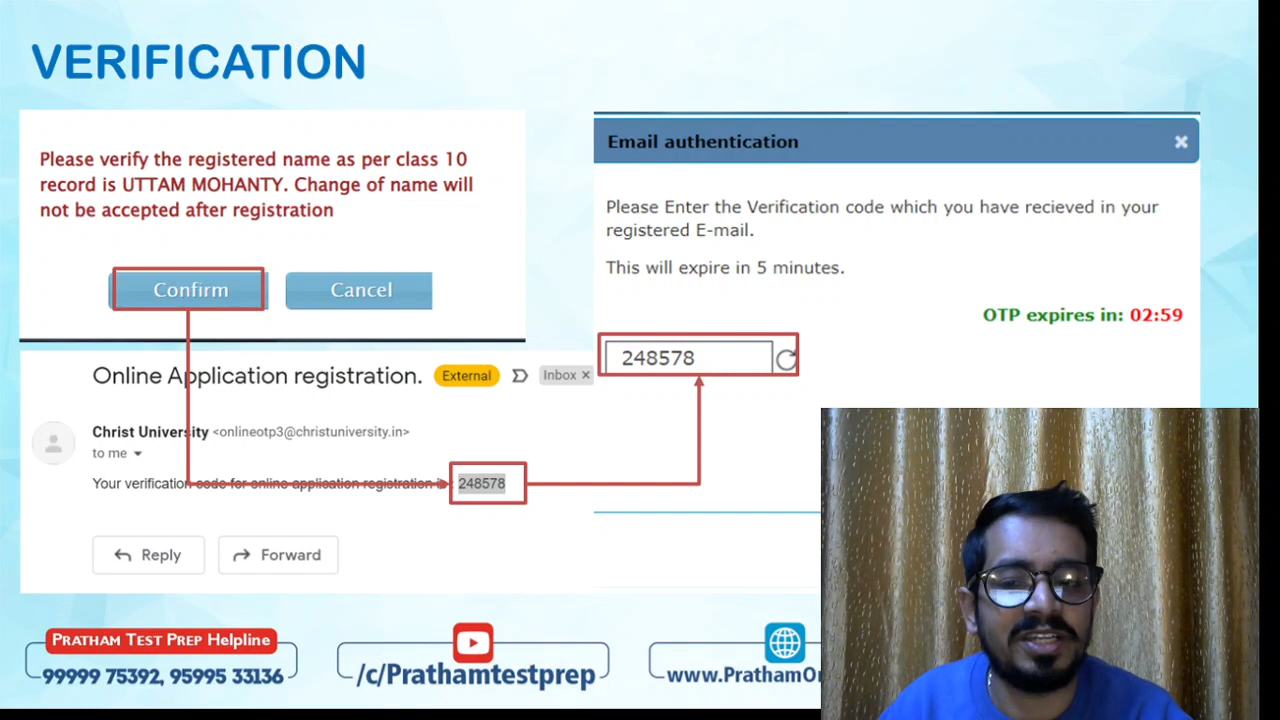 VERIFICATION
Please verify the registered name as per class 10
record is UTTAM MOHANTY. Change of name will
not be accepted after registration
Confirm
Cancel
Online Application registration.
External
Inbox ×
Christ University <onlineotp3@christuniversity.in>
to me
Your verification code for online application registration is 248578
Reply
Forward
Email authentication
×
Please Enter the Verification code which you have recieved in your
registered E-mail.
This will expire in 5 minutes.
OTP expires in: 02:59
248578
PRATHAM TEST PREP Helpline
99999 75392, 95995 33136
/c/Prathamtestprep
www.PrathamOn